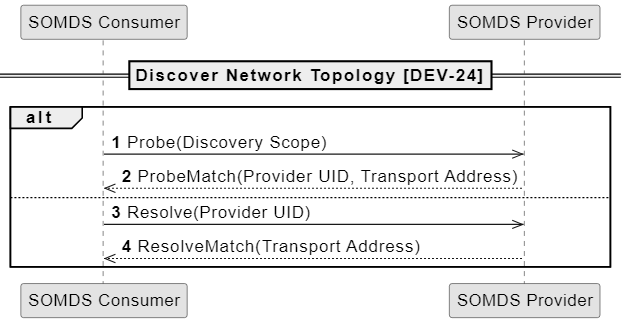 SOMDS Consumer
SOMDS Provider
Discover Network Topology [DEV-24]
alt
1 Probe(Discovery Scope)
2 ProbeMatch(Provider UID, Transport Address)
3 Resolve(Provider UID)
4 ResolveMatch(Transport Address)
SOMDS Consumer
SOMDS Provider